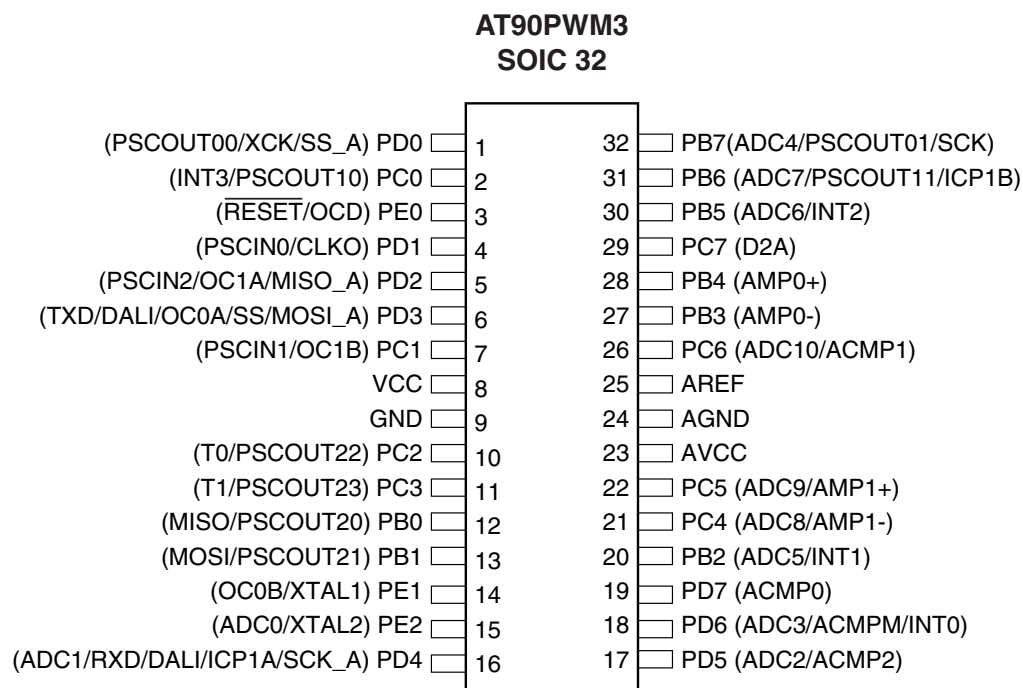 AT90PWM3
SOIC 32
(PSCOUT00/XCK/SS_A) PD0 1 32 PB7(ADC4/PSCOUT01/SCK)
(INT3/PSCOUT10) PC0 2 31 PB6 (ADC7/PSCOUT11/ICP1B)
(RESET/OCD) PE0 3 30 PB5 (ADC6/INT2)
(PSCIN0/CLKO) PD1 4 29 PC7 (D2A)
(PSCIN2/OC1A/MISO_A) PD2 5 28 PB4 (AMP0+)
(TXD/DALI/OC0A/SS/MOSI_A) PD3 6 27 PB3 (AMP0-)
(PSCIN1/OC1B) PC1 7 26 PC6 (ADC10/ACMP1)
VCC 8 25 AREF
GND 9 24 AGND
(T0/PSCOUT22) PC2 10 23 AVCC
(T1/PSCOUT23) PC3 11 22 PC5 (ADC9/AMP1+)
(MISO/PSCOUT20) PB0 12 21 PC4 (ADC8/AMP1-)
(MOSI/PSCOUT21) PB1 13 20 PB2 (ADC5/INT1)
(OC0B/XTAL1) PE1 14 19 PD7 (ACMP0)
(ADC0/XTAL2) PE2 15 18 PD6 (ADC3/ACMPM/INT0)
(ADC1/RXD/DALI/ICP1A/SCK_A) PD4 16 17 PD5 (ADC2/ACMP2)